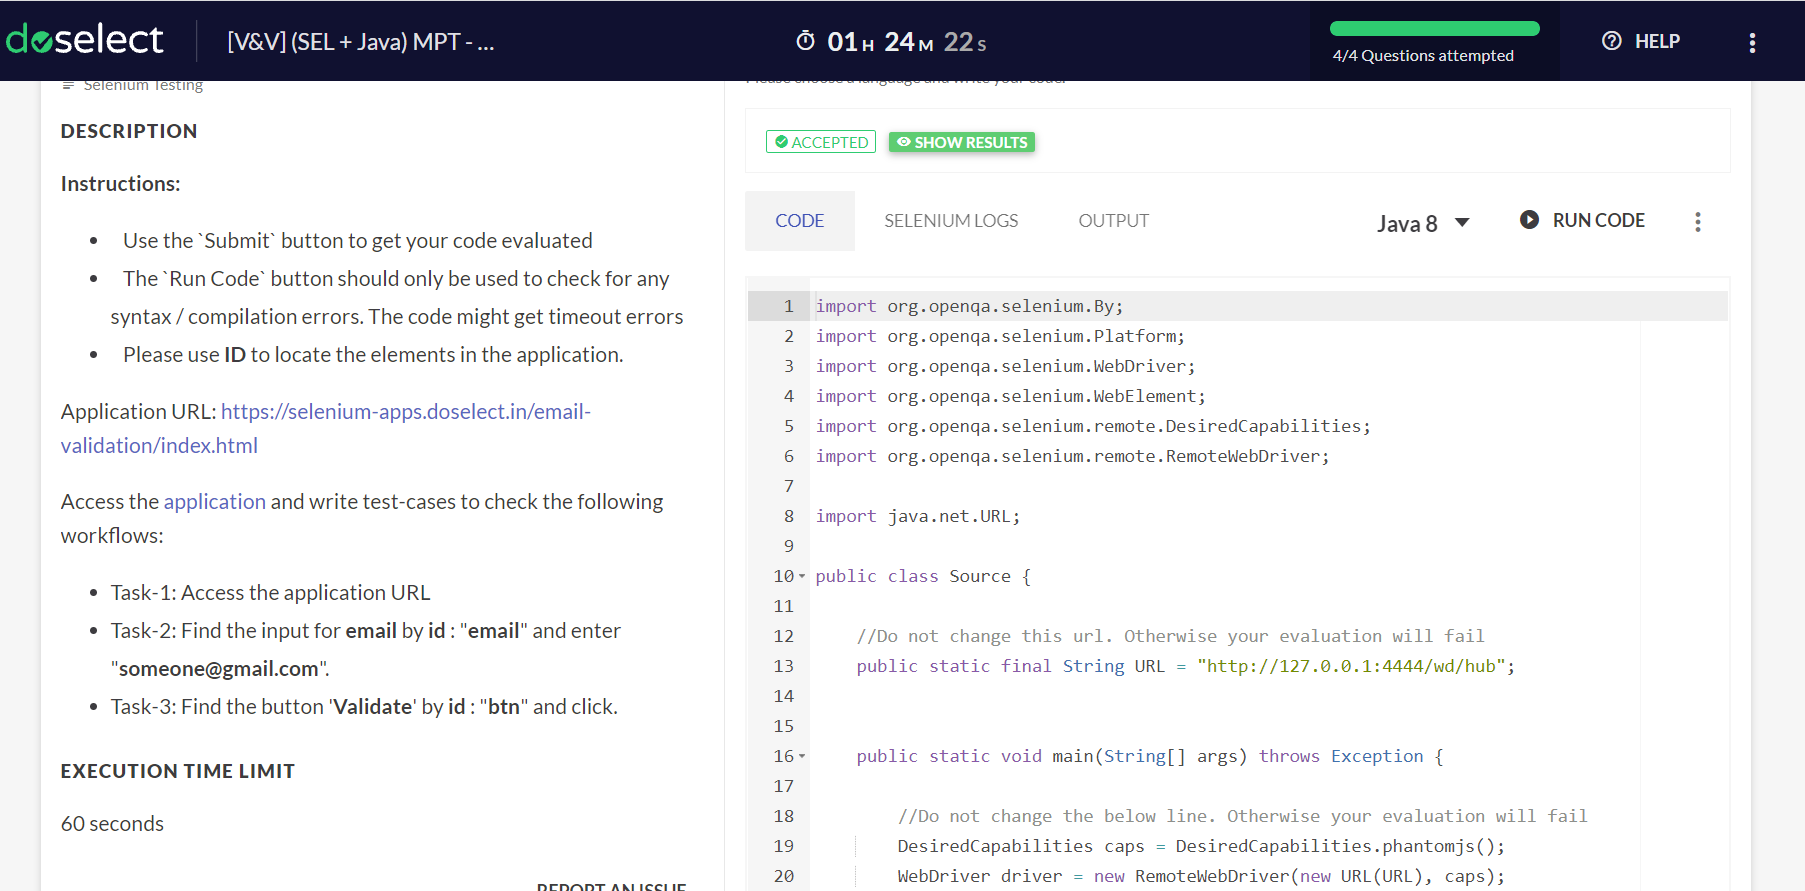 doselect
[V&V] (SEL + Java) MPT - ...
01 H 24 M 22 S
4/4 Questions attempted
HELP
Selenium Testing
DESCRIPTION
Instructions:
Use the `Submit` button to get your code evaluated
The `Run Code` button should only be used to check for any
syntax / compilation errors. The code might get timeout errors
Please use ID to locate the elements in the application.
Application URL: https://selenium-apps.doselect.in/email-
validation/index.html
Access the application and write test-cases to check the following
workflows:
Task-1: Access the application URL
Task-2: Find the input for email by id : "email" and enter
"someone@gmail.com".
Task-3: Find the button 'Validate' by id : "btn" and click.
EXECUTION TIME LIMIT
60 seconds
REPORT AN ISSUE
Please choose a language and write your code.
ACCEPTED
SHOW RESULTS
CODE
SELENIUM LOGS
OUTPUT
Java 8
RUN CODE
1 import org.openqa.selenium.By;
2 import org.openqa.selenium.Platform;
3 import org.openqa.selenium.WebDriver;
4 import org.openqa.selenium.WebElement;
5 import org.openqa.selenium.remote.DesiredCapabilities;
6 import org.openqa.selenium.remote.RemoteWebDriver;
7
8 import java.net.URL;
9
10 public class Source {
11
12 //Do not change this url. Otherwise your evaluation will fail
13 public static final String URL = "http://127.0.0.1:4444/wd/hub";
14
15
16 public static void main(String[] args) throws Exception {
17
18 //Do not change the below line. Otherwise your evaluation will fail
19 DesiredCapabilities caps = DesiredCapabilities.phantomjs();
20 WebDriver driver = new RemoteWebDriver(new URL(URL), caps);